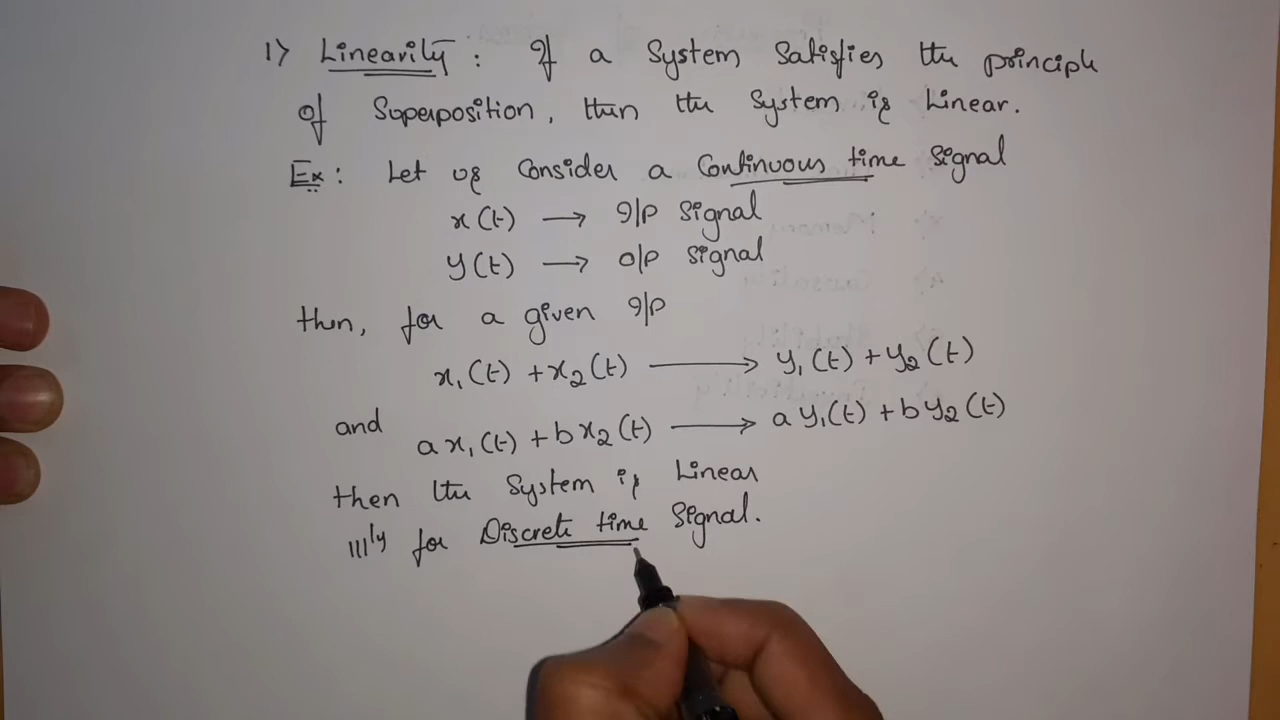 1) Linearity : If a System Satisfies the principle
of Superposition, then the System is Linear.
Ex : Let us Consider a Continuous time Signal
x(t) → I/P Signal
y(t) → O/P Signal
then, for a given I/P
x₁(t) + x₂(t) → y₁(t) + y₂(t)
and a x₁(t) + b x₂(t) → a y₁(t) + b y₂(t)
then the System is Linear
|||ly for Discrete time Signal.